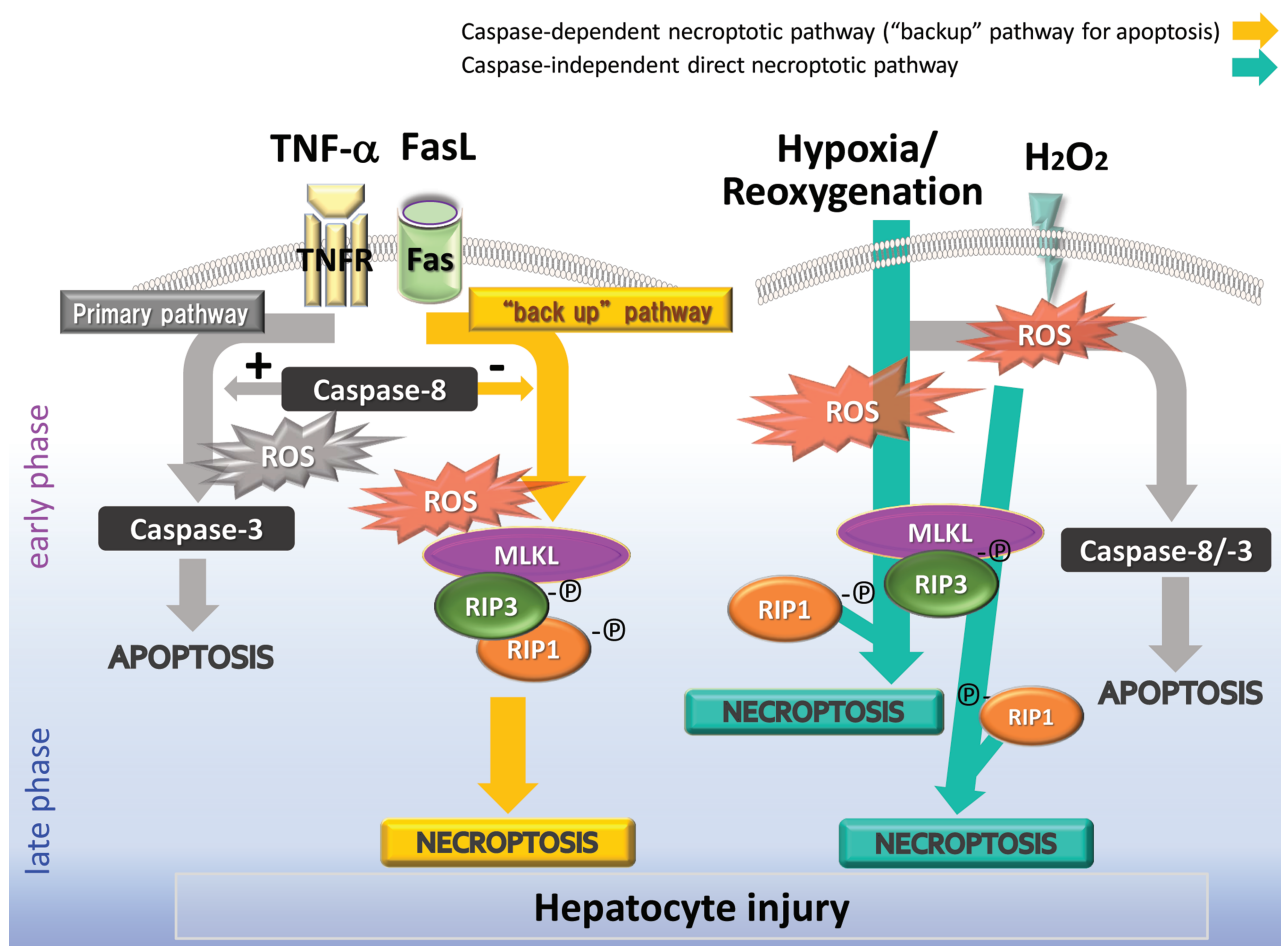 Caspase-dependent necroptotic pathway (“backup” pathway for apoptosis)
Caspase-independent direct necroptotic pathway
TNF-α
FasL
Hypoxia/
Reoxygenation
H₂O₂
TNFR
Fas
Primary pathway
“back up” pathway
+
Caspase-8
-
ROS
ROS
ROS
ROS
early phase
Caspase-3
MLKL
RIP3
-Ⓟ
RIP1
-Ⓟ
APOPTOSIS
MLKL
-Ⓟ
RIP3
RIP1
-Ⓟ
Caspase-8/-3
NECROPTOSIS
APOPTOSIS
Ⓟ-
RIP1
late phase
NECROPTOSIS
NECROPTOSIS
Hepatocyte injury